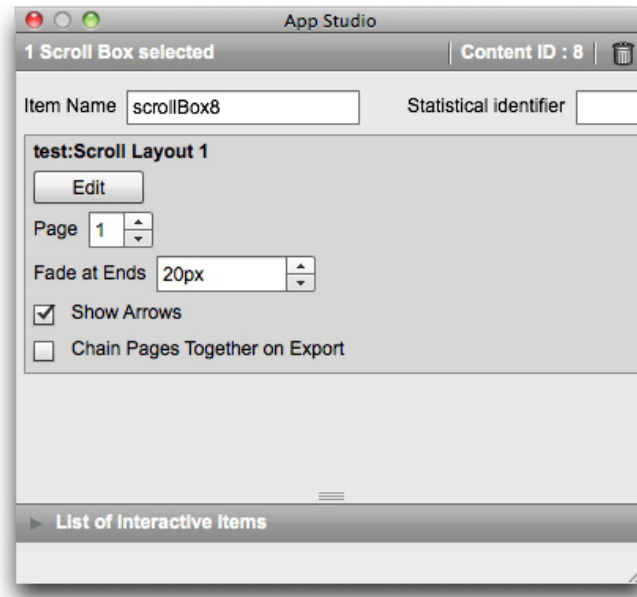 App Studio
1 Scroll Box selected Content ID : 8
Item Name scrollBox8 Statistical identifier
test:Scroll Layout 1
Edit
Page 1
Fade at Ends 20px
Show Arrows
Chain Pages Together on Export
List of Interactive Items